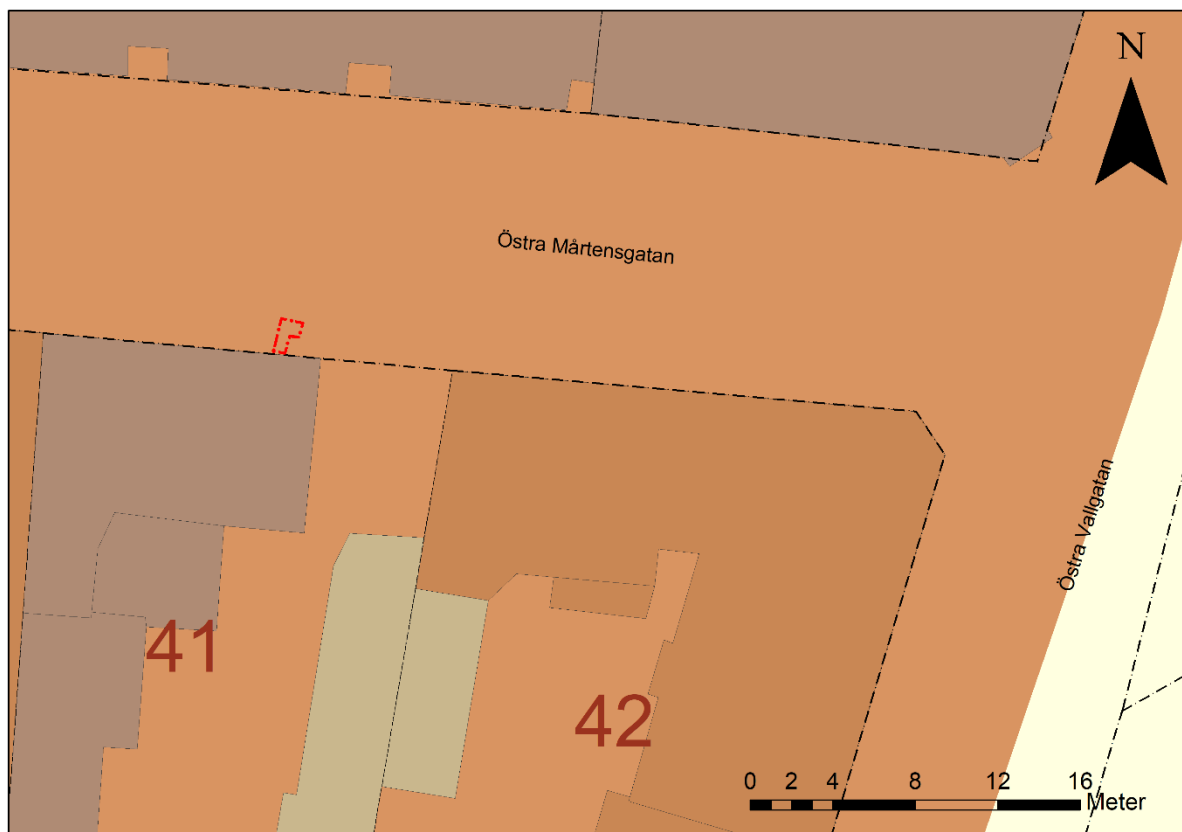 N
Östra Mårtensgatan
Östra Vallgatan
41
42
0 2 4 8 12 16
Meter